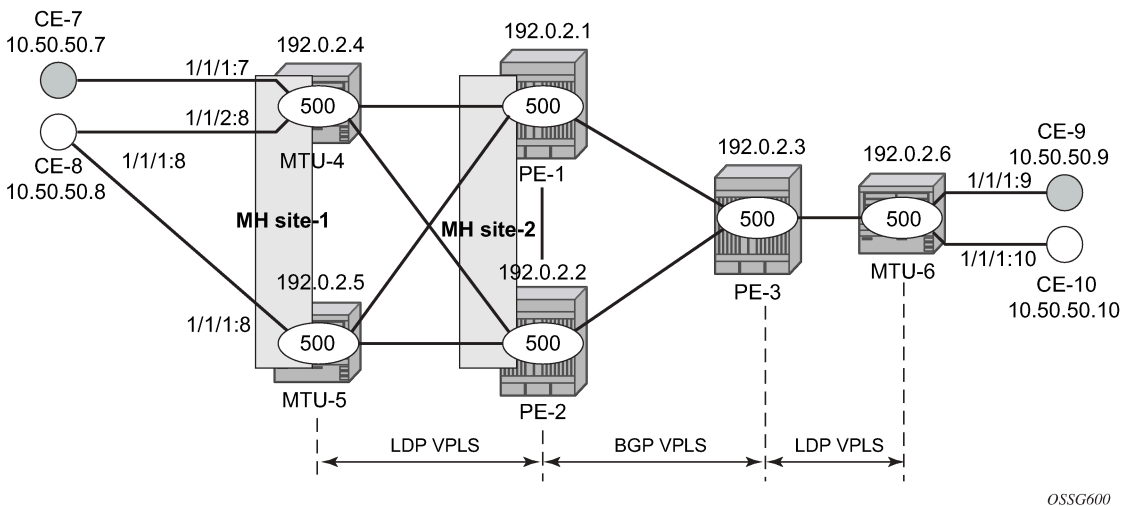 CE-7
10.50.50.7
1/1/1:7
192.0.2.4
500
MTU-4
1/1/2:8
CE-8
10.50.50.8
1/1/1:8
MH site-1
192.0.2.5
1/1/1:8
500
MTU-5
192.0.2.1
500
PE-1
MH site-2
192.0.2.2
500
PE-2
192.0.2.3
500
PE-3
192.0.2.6
500
MTU-6
CE-9
10.50.50.9
1/1/1:9
1/1/1:10
CE-10
10.50.50.10
LDP VPLS
BGP VPLS
LDP VPLS
OSSG600